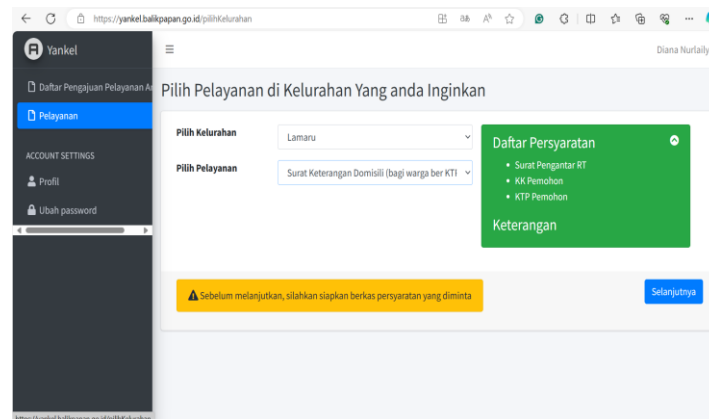 https://yankel.balikpapan.go.id/pilihKelurahan
Yankel
Diana Nurlaily
Daftar Pengajuan Pelayanan
Pelayanan
ACCOUNT SETTINGS
Profil
Ubah password
Pilih Pelayanan di Kelurahan Yang anda Inginkan
Pilih Kelurahan
Lamaru
Pilih Pelayanan
Surat Keterangan Domisili (bagi warga ber KTP
Daftar Persyaratan
Surat Pengantar RT
KK Pemohon
KTP Pemohon
Keterangan
Sebelum melanjutkan, silahkan siapkan berkas persyaratan yang diminta
Selanjutnya